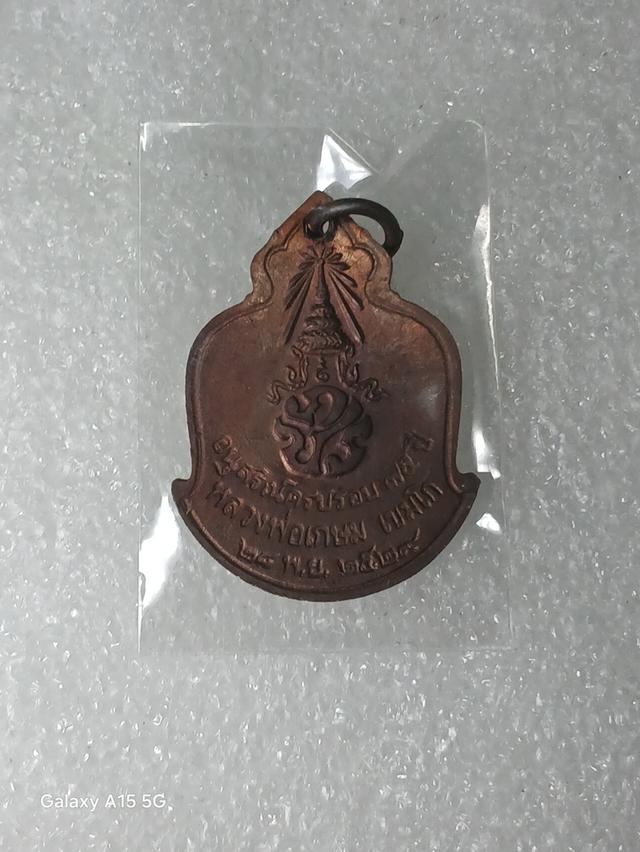 อนุสรณ์ครบรอบ ๗๕ ปี
หลวงพ่อเกษม เขมโก
๒๘ พ.ย. ๒๕๒๙
Galaxy A15 5G